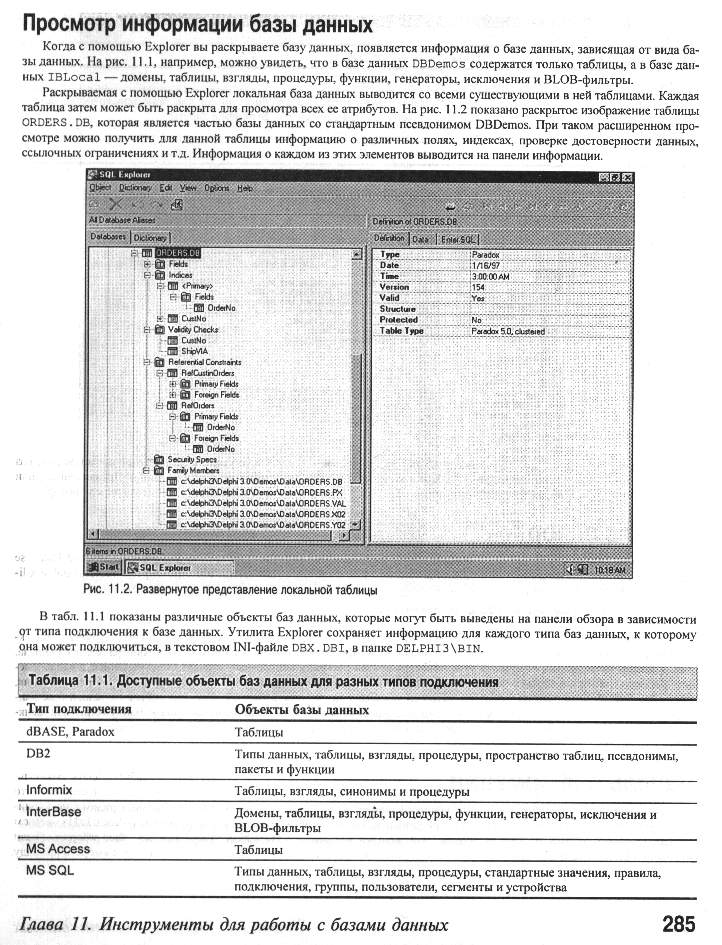 Просмотр информации базы данных
Когда с помощью Explorer вы раскрываете базу данных, появляется информация о базе данных, зависящая от вида ба-
зы данных. На рис. 11.1, например, можно увидеть, что в базе данных DBDemos содержатся только таблицы, а в базе дан-
ных IBLocal — домены, таблицы, взгляды, процедуры, функции, генераторы, исключения и BLOB-фильтры.
Раскрываемая с помощью Explorer локальная база данных выводится со всеми существующими в ней таблицами. Каждая
таблица затем может быть раскрыта для просмотра всех ее атрибутов. На рис. 11.2 показано раскрытое изображение таблицы
ORDERS.DB, которая является частью базы данных со стандартным псевдонимом DBDemos. При таком расширенном про-
смотре можно получить для данной таблицы информацию о различных полях, индексах, проверке достоверности данных,
ссылочных ограничениях и т.д. Информация о каждом из этих элементов выводится на панели информации.
SQL Explorer
Object Dictionary Edit View Options Help
All Database Aliases
Definition of ORDERS.DB
Databases Dictionary
Definition Data Enter SQL
ORDERS.DB
Fields
Indices
<Primary>
Fields
OrderNo
CustNo
Validity Checks
CustNo
ShipVIA
Referential Constraints
RefCustInOrders
Primary Fields
Foreign Fields
RefOrders
Primary Fields
OrderNo
Foreign Fields
OrderNo
Security Specs
Family Members
c:\delphi3\Delphi 3.0\Demos\Data\ORDERS.DB
c:\delphi3\Delphi 3.0\Demos\Data\ORDERS.PX
c:\delphi3\Delphi 3.0\Demos\Data\ORDERS.VAL
c:\delphi3\Delphi 3.0\Demos\Data\ORDERS.X02
c:\delphi3\Delphi 3.0\Demos\Data\ORDERS.Y02
Type Paradox
Date 1/16/97
Time 3:00:00 AM
Version 154
Valid Yes
Structure
Protected No
Table Type Paradox 5.0, clustered
6 items in ORDERS.DB.
Start SQL Explorer 10:18 AM
Рис. 11.2. Развернутое представление локальной таблицы
В табл. 11.1 показаны различные объекты баз данных, которые могут быть выведены на панели обзора в зависимости
от типа подключения к базе данных. Утилита Explorer сохраняет информацию для каждого типа баз данных, к которому
она может подключиться, в текстовом INI-файле DBX.DBI, в папке DELPHI3\BIN.
Таблица 11.1. Доступные объекты баз данных для разных типов подключения
Тип подключения Объекты базы данных
dBASE, Paradox Таблицы
DB2 Типы данных, таблицы, взгляды, процедуры, пространство таблиц, псевдонимы,
пакеты и функции
Informix Таблицы, взгляды, синонимы и процедуры
InterBase Домены, таблицы, взгляды, процедуры, функции, генераторы, исключения и
BLOB-фильтры
MS Access Таблицы
MS SQL Типы данных, таблицы, взгляды, процедуры, стандартные значения, правила,
подключения, группы, пользователи, сегменты и устройства
Глава 11. Инструменты для работы с базами данных 285